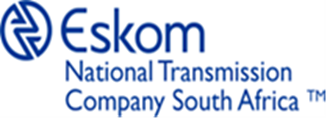 Eskom
National Transmission
Company South Africa ™